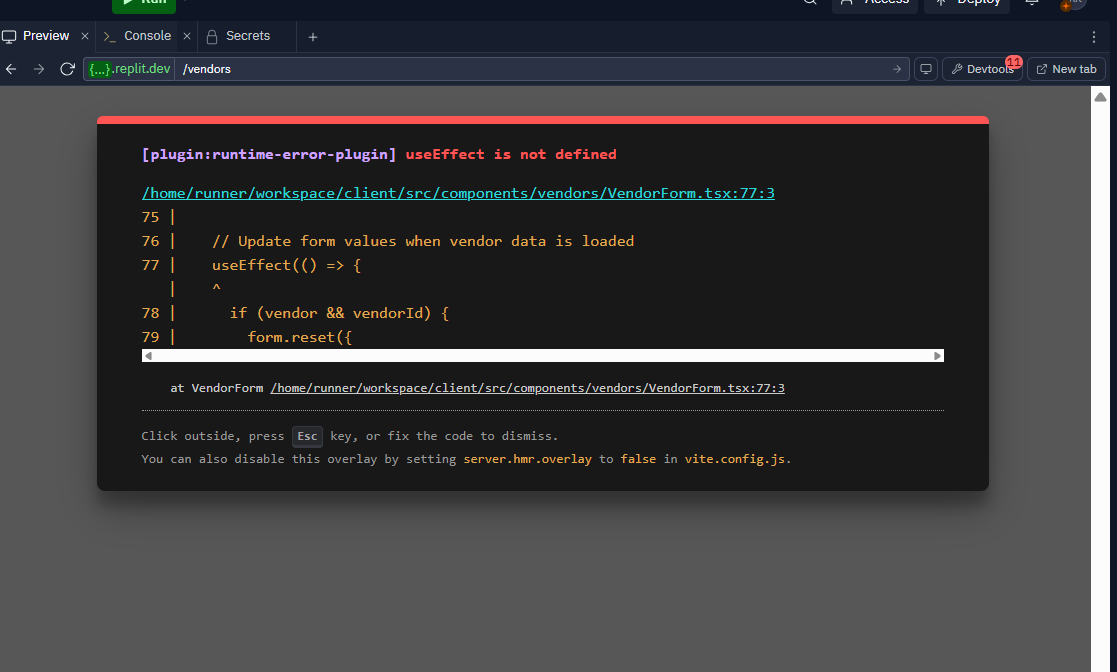 Run
Access
Deploy
Preview × >_ Console × Secrets +
{...}.replit.dev /vendors Devtools 11 New tab
[plugin:runtime-error-plugin] useEffect is not defined
/home/runner/workspace/client/src/components/vendors/VendorForm.tsx:77:3
75 |
76 |    // Update form values when vendor data is loaded
77 |    useEffect(() => {
   |    ^
78 |      if (vendor && vendorId) {
79 |        form.reset({
at VendorForm /home/runner/workspace/client/src/components/vendors/VendorForm.tsx:77:3
Click outside, press Esc key, or fix the code to dismiss.
You can also disable this overlay by setting server.hmr.overlay to false in vite.config.js.